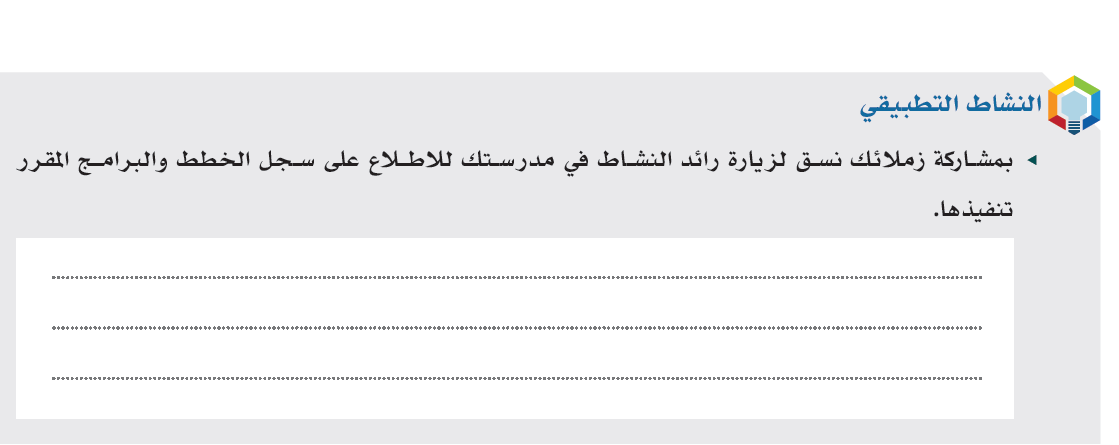 النشاط التطبيقي
بمشاركة زملائك نسق لزيارة رائد النشاط في مدرستك للاطلاع على سجل الخطط والبرامج المقرر
تنفيذها.